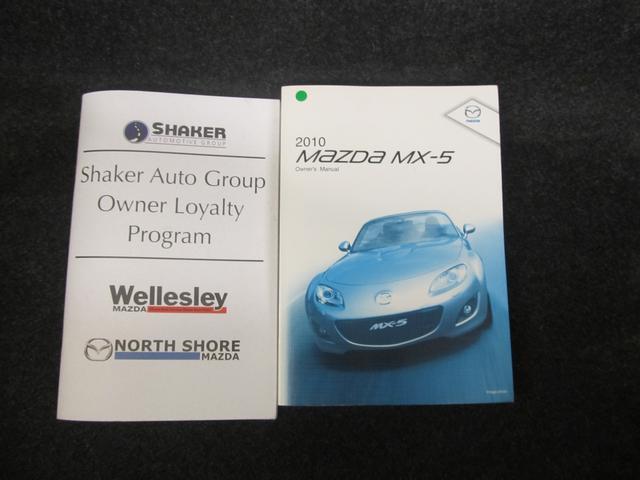 SHAKER
AUTOMOTIVE GROUP
Shaker Auto Group
Owner Loyalty
Program
Wellesley
MAZDA
NORTH SHORE
MAZDA
mazda
2010
mazda mx-5
Owner's Manual
mx-5